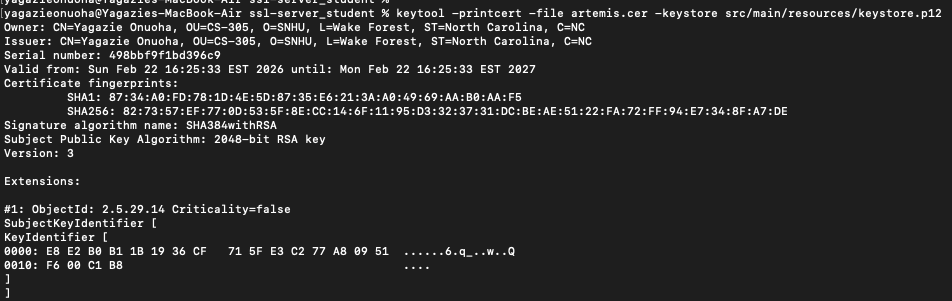 yagazieonuoha@Yagazies-MacBook-Air ssl-server_student %
[yagazieonuoha@Yagazies-MacBook-Air ssl-server_student % keytool -printcert -file artemis.cer -keystore src/main/resources/keystore.p12
Owner: CN=Yagazie Onuoha, OU=CS-305, O=SNHU, L=Wake Forest, ST=North Carolina, C=NC
Issuer: CN=Yagazie Onuoha, OU=CS-305, O=SNHU, L=Wake Forest, ST=North Carolina, C=NC
Serial number: 498bbf9f1bd396c9
Valid from: Sun Feb 22 16:25:33 EST 2026 until: Mon Feb 22 16:25:33 EST 2027
Certificate fingerprints:
SHA1: 87:34:A0:FD:78:1D:4E:5D:87:35:E6:21:3A:A0:49:69:AA:B0:AA:F5
SHA256: 82:73:57:EF:77:0D:53:5F:8E:CC:14:6F:11:95:D3:32:37:31:DC:BE:AE:51:22:FA:72:FF:94:E7:34:8F:A7:DE
Signature algorithm name: SHA384withRSA
Subject Public Key Algorithm: 2048-bit RSA key
Version: 3
Extensions:
#1: ObjectId: 2.5.29.14 Criticality=false
SubjectKeyIdentifier [
KeyIdentifier [
0000: E8 E2 B0 B1 1B 19 36 CF   71 5F E3 C2 77 A8 09 51  ......6.q_..w..Q
0010: F6 00 C1 B8                                        ....
]
]